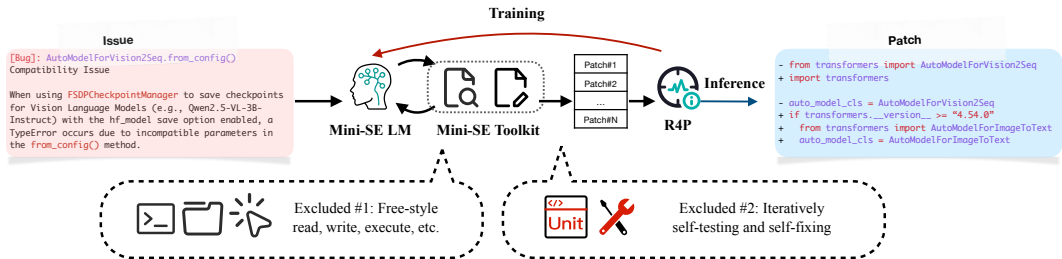 Training
Issue
[Bug]: AutoModelForVision2Seq.from_config()
Compatibility Issue
When using FSDPCheckpointManager to save checkpoints
for Vision Language Models (e.g., Qwen2.5-VL-3B-
Instruct) with the hf_model save option enabled, a
TypeError occurs due to incompatible parameters in
the from_config() method.
Mini-SE LM
Mini-SE Toolkit
Patch#1
Patch#2
...
Patch#N
R4P
Inference
Patch
- from transformers import AutoModelForVision2Seq
+ import transformers
- auto_model_cls = AutoModelForVision2Seq
+ if transformers.__version__ >= "4.54.0"
+ from transformers import AutoModelForImageToText
+ auto_model_cls = AutoModelForImageToText
Excluded #1: Free-style
read, write, execute, etc.
</>
Unit
Excluded #2: Iteratively
self-testing and self-fixing